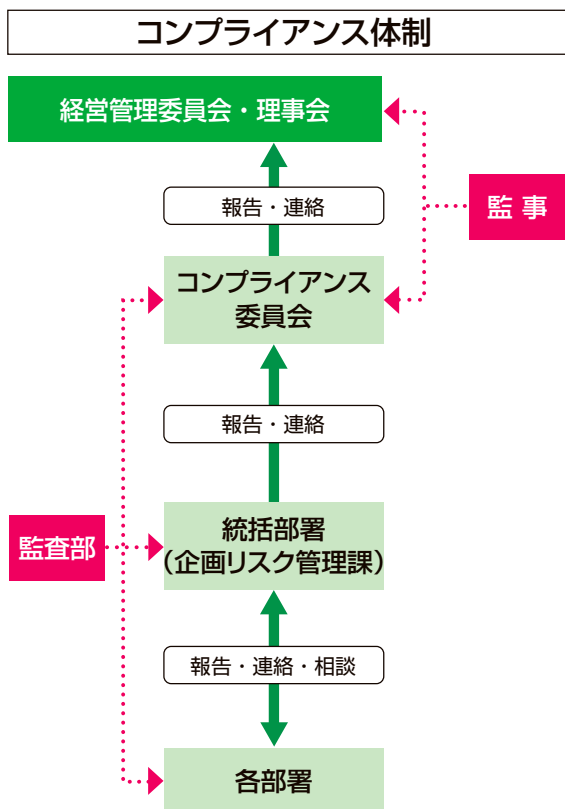 コンプライアンス体制
経営管理委員会・理事会
報告・連絡
監事
コンプライアンス
委員会
報告・連絡
監査部
統括部署
（企画リスク管理課）
報告・連絡・相談
各部署